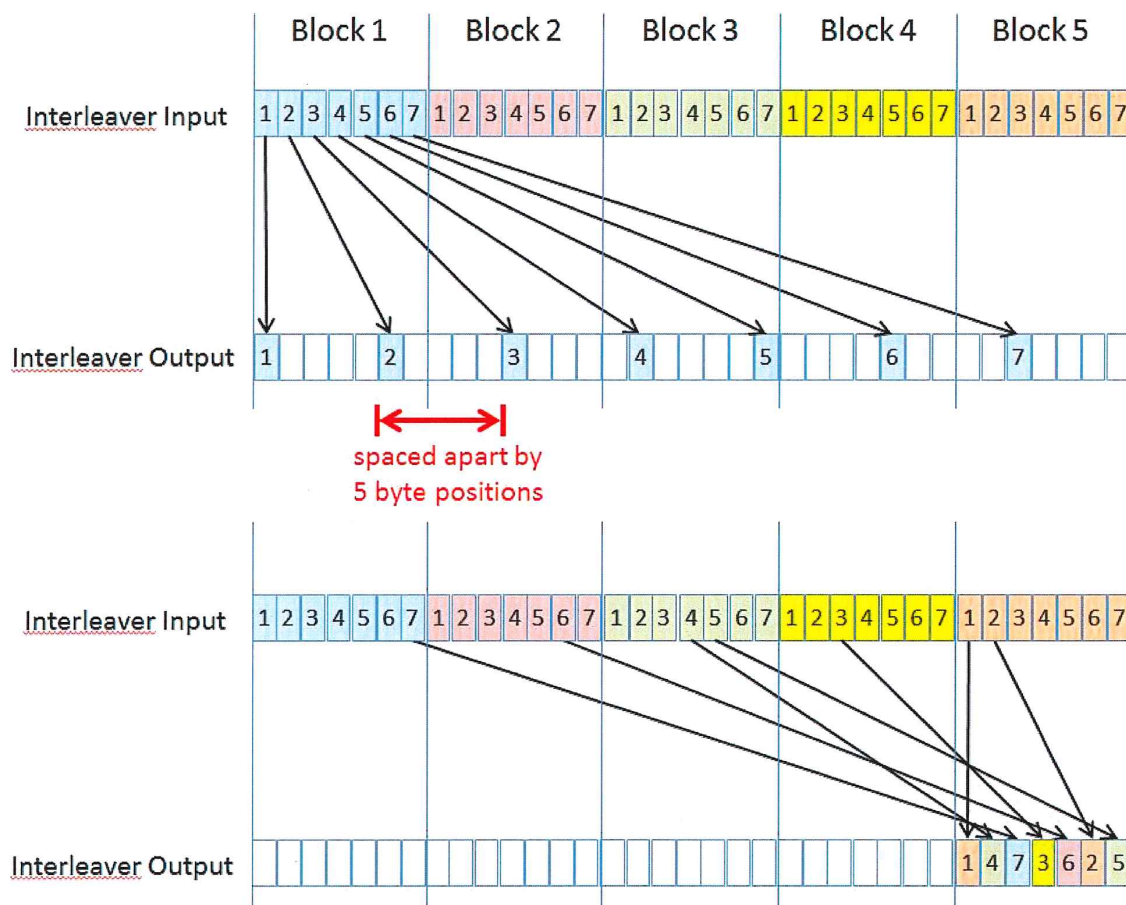 Block 1 Block 2 Block 3 Block 4 Block 5
Interleaver Input 1 2 3 4 5 6 7 1 2 3 4 5 6 7 1 2 3 4 5 6 7 1 2 3 4 5 6 7 1 2 3 4 5 6 7
Interleaver Output 1 2 3 4 5 6 7
spaced apart by
5 byte positions
Interleaver Input 1 2 3 4 5 6 7 1 2 3 4 5 6 7 1 2 3 4 5 6 7 1 2 3 4 5 6 7 1 2 3 4 5 6 7
Interleaver Output 1 4 7 3 6 2 5